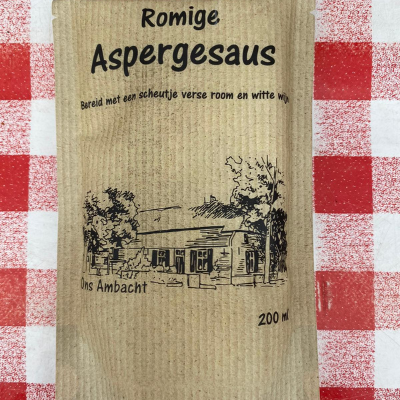 Romige
Aspergesaus
Bereid met een scheutje verse room en witte wijn
Ons Ambacht
200 ml